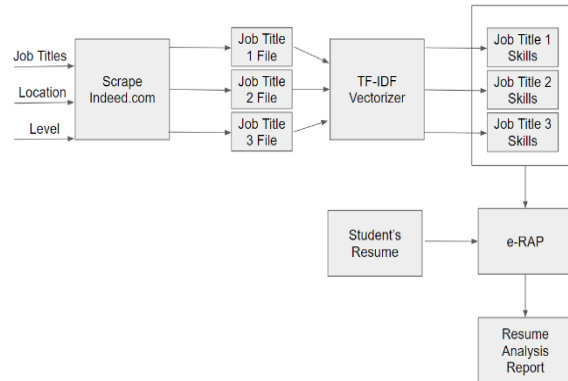 Job Titles
Location
Level
Scrape
Indeed.com
Job Title
1 File
Job Title
2 File
Job Title
3 File
TF-IDF
Vectorizer
Job Title 1
Skills
Job Title 2
Skills
Job Title 3
Skills
Student's
Resume
e-RAP
Resume
Analysis
Report